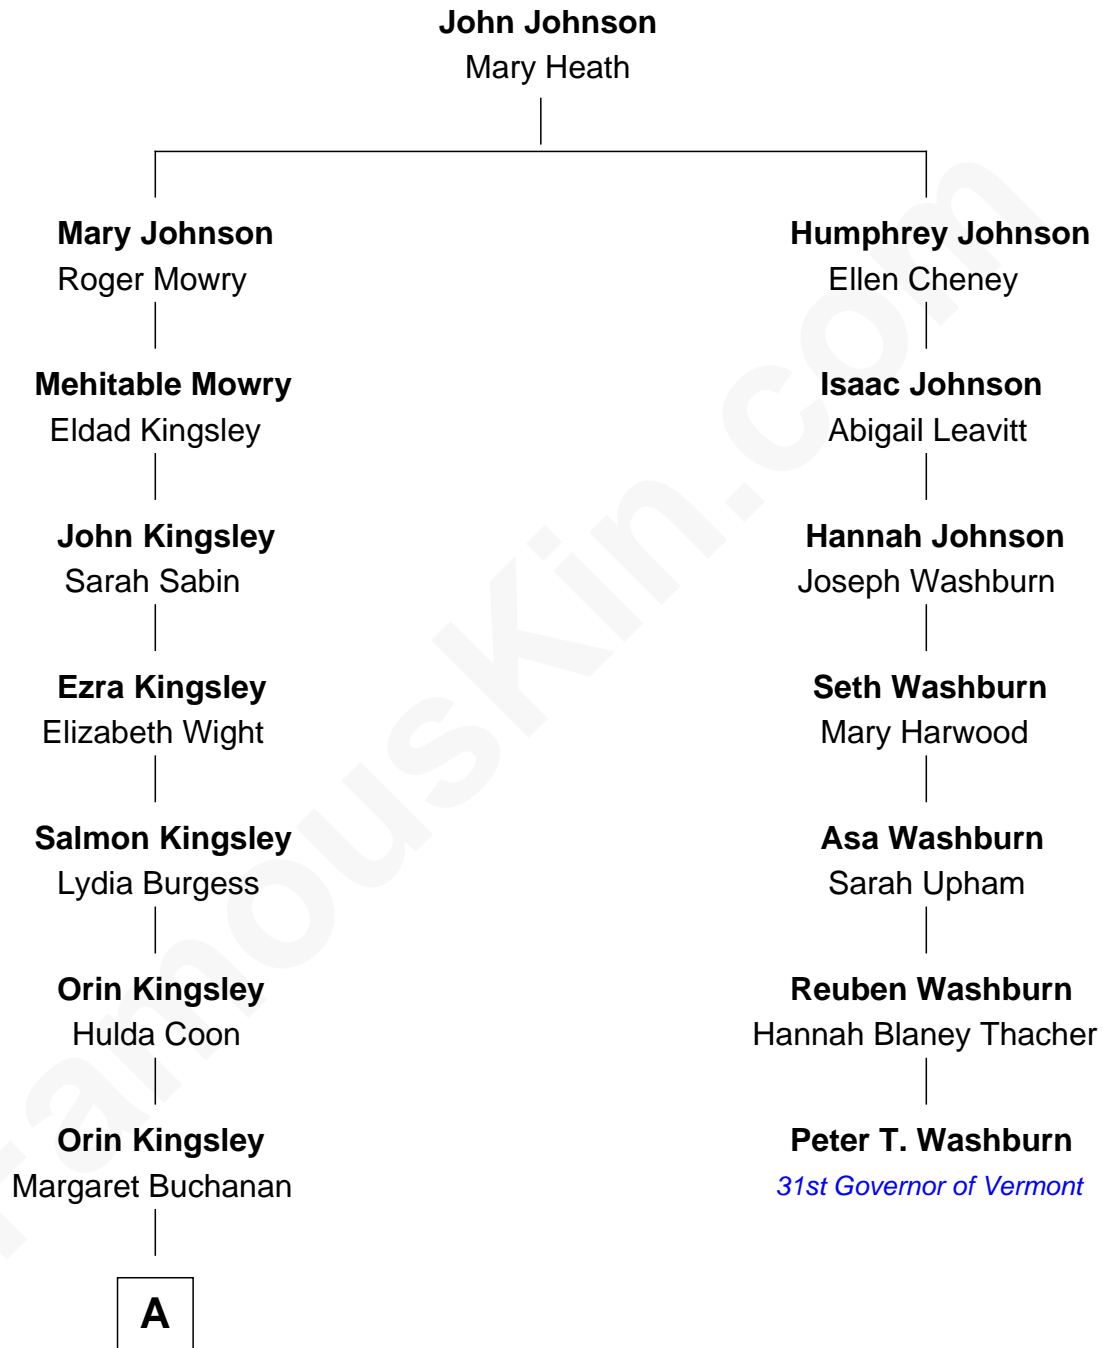 John Johnson
Mary Heath
Mary Johnson
Roger Mowry
Humphrey Johnson
Ellen Cheney
Mehitable Mowry
Eldad Kingsley
Isaac Johnson
Abigail Leavitt
John Kingsley
Sarah Sabin
Hannah Johnson
Joseph Washburn
Ezra Kingsley
Elizabeth Wight
Seth Washburn
Mary Harwood
Salmon Kingsley
Lydia Burgess
Asa Washburn
Sarah Upham
Orin Kingsley
Hulda Coon
Reuben Washburn
Hannah Blaney Thacher
Orin Kingsley
Margaret Buchanan
Peter T. Washburn
31st Governor of Vermont
A
FamousKin.com